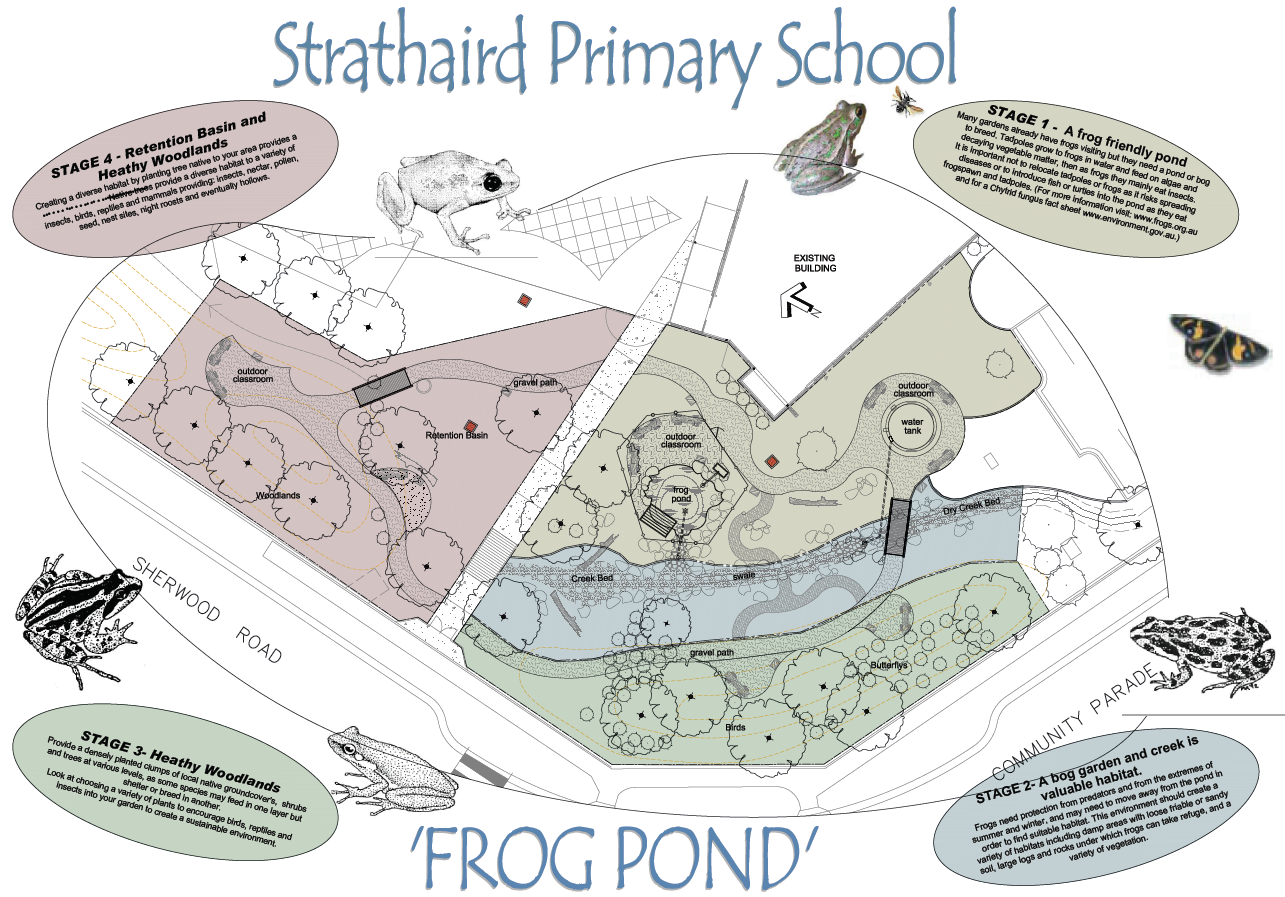 Strathaird Primary School
STAGE 4 - Retention Basin and
Heathy Woodlands
Creating a diverse habitat by planting tree native to your area provides a
Native trees provide a diverse habitat to a variety of
insects, birds, reptiles and mammals providing: insects, nectar, pollen,
seed, nest sites, night roosts and eventually hollows.
STAGE 1 - A frog friendly pond
Many gardens already have frogs visiting but they need a pond or bog
to breed. Tadpoles grow to frogs in water and feed on algae and
decaying vegetable matter, then as frogs they mainly eat insects.
It is important not to relocate tadpoles or frogs as it risks spreading
diseases or to introduce fish or turtles into the pond as they eat
frogspawn and tadpoles. (For more information visit: www.frogs.org.au
and for a Chytrid fungus fact sheet www.environment.gov.au.)
EXISTING
BUILDING
N
outdoor
classroom
gravel path
Retention Basin
Woodlands
outdoor
classroom
frog
pond
outdoor
classroom
water
tank
Dry Creek Bed
Creek Bed
swale
gravel path
Butterflys
Birds
SHERWOOD ROAD
COMMUNITY PARADE
STAGE 3- Heathy Woodlands
Provide a densely planted clumps of local native groundcover's, shrubs
and trees at various levels, as some species may feed in one layer but
shelter or breed in another.
Look at choosing a variety of plants to encourage birds, reptiles and
insects into your garden to create a sustainable environment.
STAGE 2- A bog garden and creek is
valuable habitat.
Frogs need protection from predators and from the extremes of
summer and winter, and may need to move away from the pond in
order to find suitable habitat. This environment should create a
variety of habitats including damp areas with loose friable or sandy
soil, large logs and rocks under which frogs can take refuge, and a
variety of vegetation.
'FROG POND'